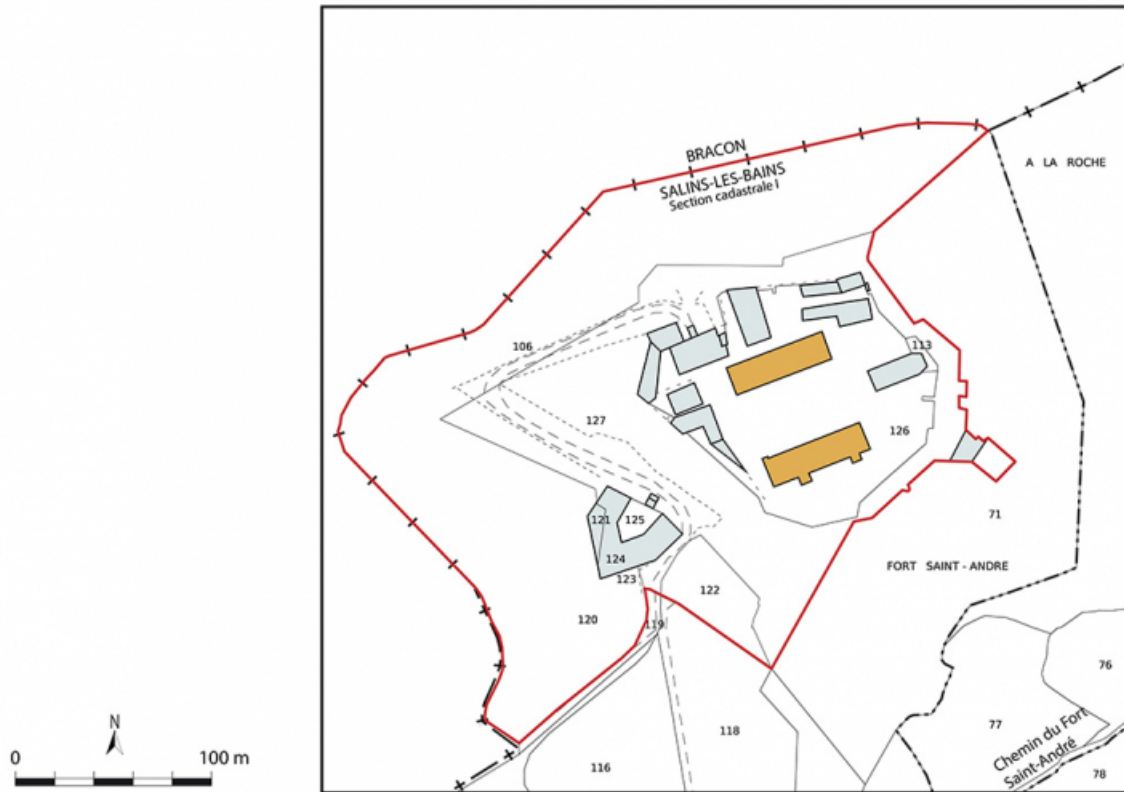 BRACON
SALINS-LES-BAINS
Section cadastrale I
A LA ROCHE
106
113
127
126
121
125
71
124
FORT SAINT-ANDRE
123
122
120
119
76
77
118
Chemin du Fort
Saint-André
116
78
N
0 100 m